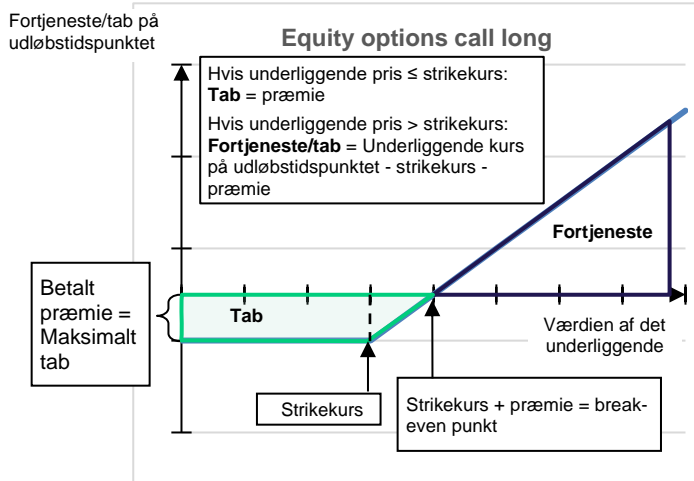 Fortjeneste/tab på
udløbstidspunktet
Equity options call long
Hvis underliggende pris ≤ strikekurs:
Tab = præmie
Hvis underliggende pris > strikekurs:
Fortjeneste/tab = Underliggende kurs
på udløbstidspunktet - strikekurs -
præmie
Fortjeneste
Betalt
præmie =
Maksimalt
tab
Tab
Værdien af det
underliggende
Strikekurs
Strikekurs + præmie = break-
even punkt